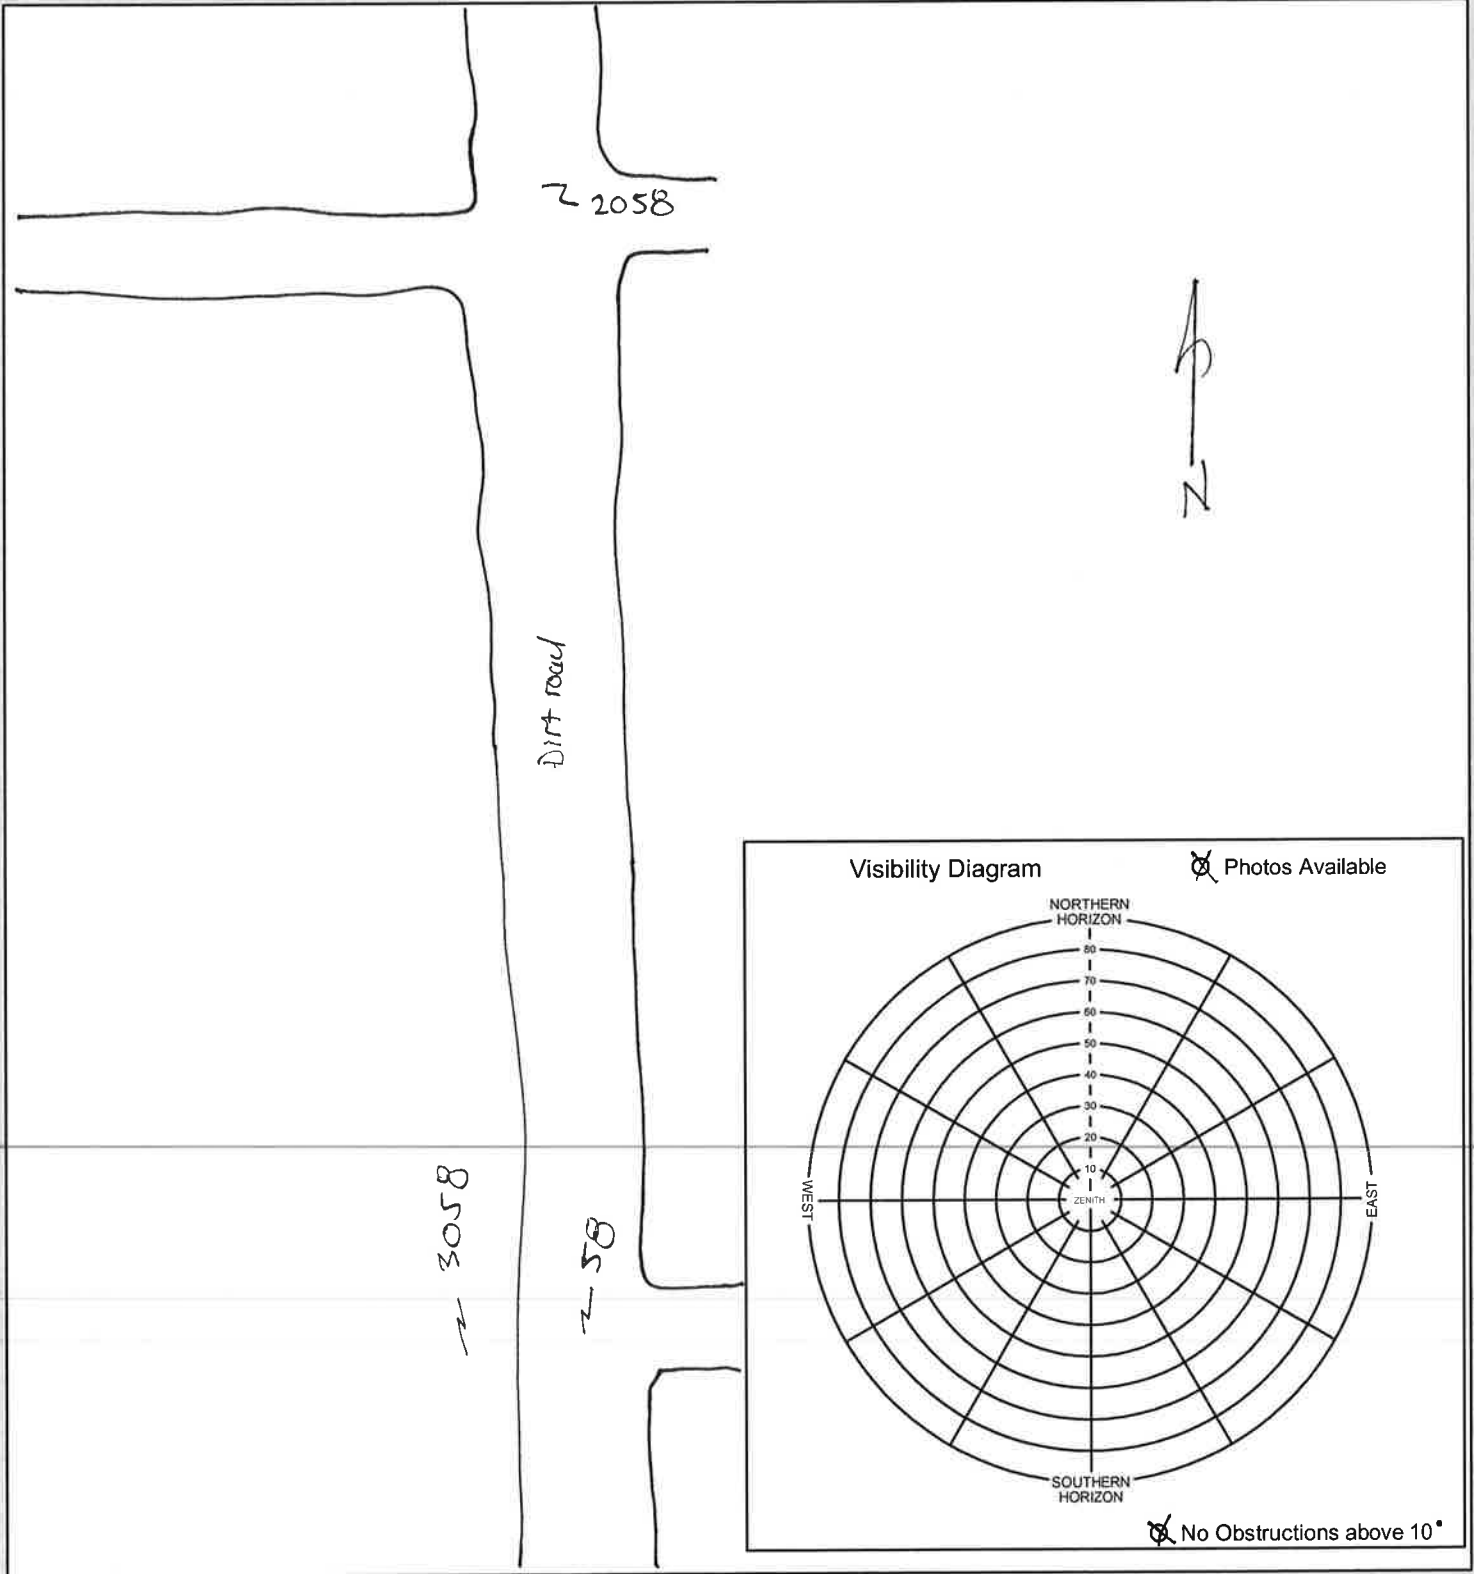 2058
N
Dirt road
3058
58
Visibility Diagram
Photos Available
NORTHERN
HORIZON
80
70
60
50
40
30
20
10
ZENITH
WEST
EAST
SOUTHERN
HORIZON
No Obstructions above 10°